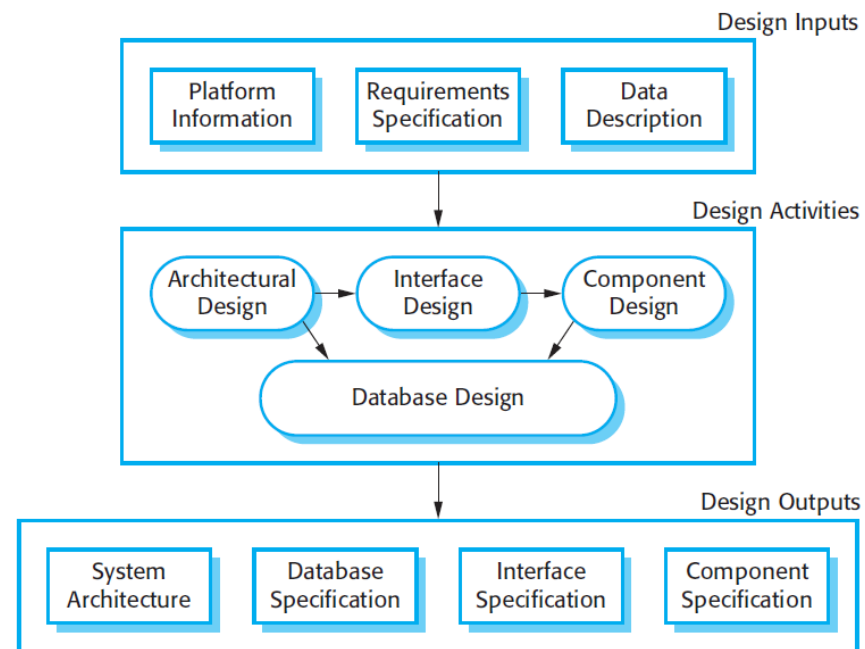 Design Inputs
Platform
Information
Requirements
Specification
Data
Description
Design Activities
Architectural
Design
Interface
Design
Component
Design
Database Design
Design Outputs
System
Architecture
Database
Specification
Interface
Specification
Component
Specification